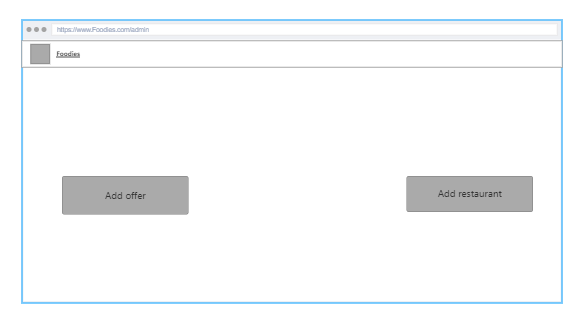 https://www.Foodies.com/admin
Foodies
Add offer
Add restaurant